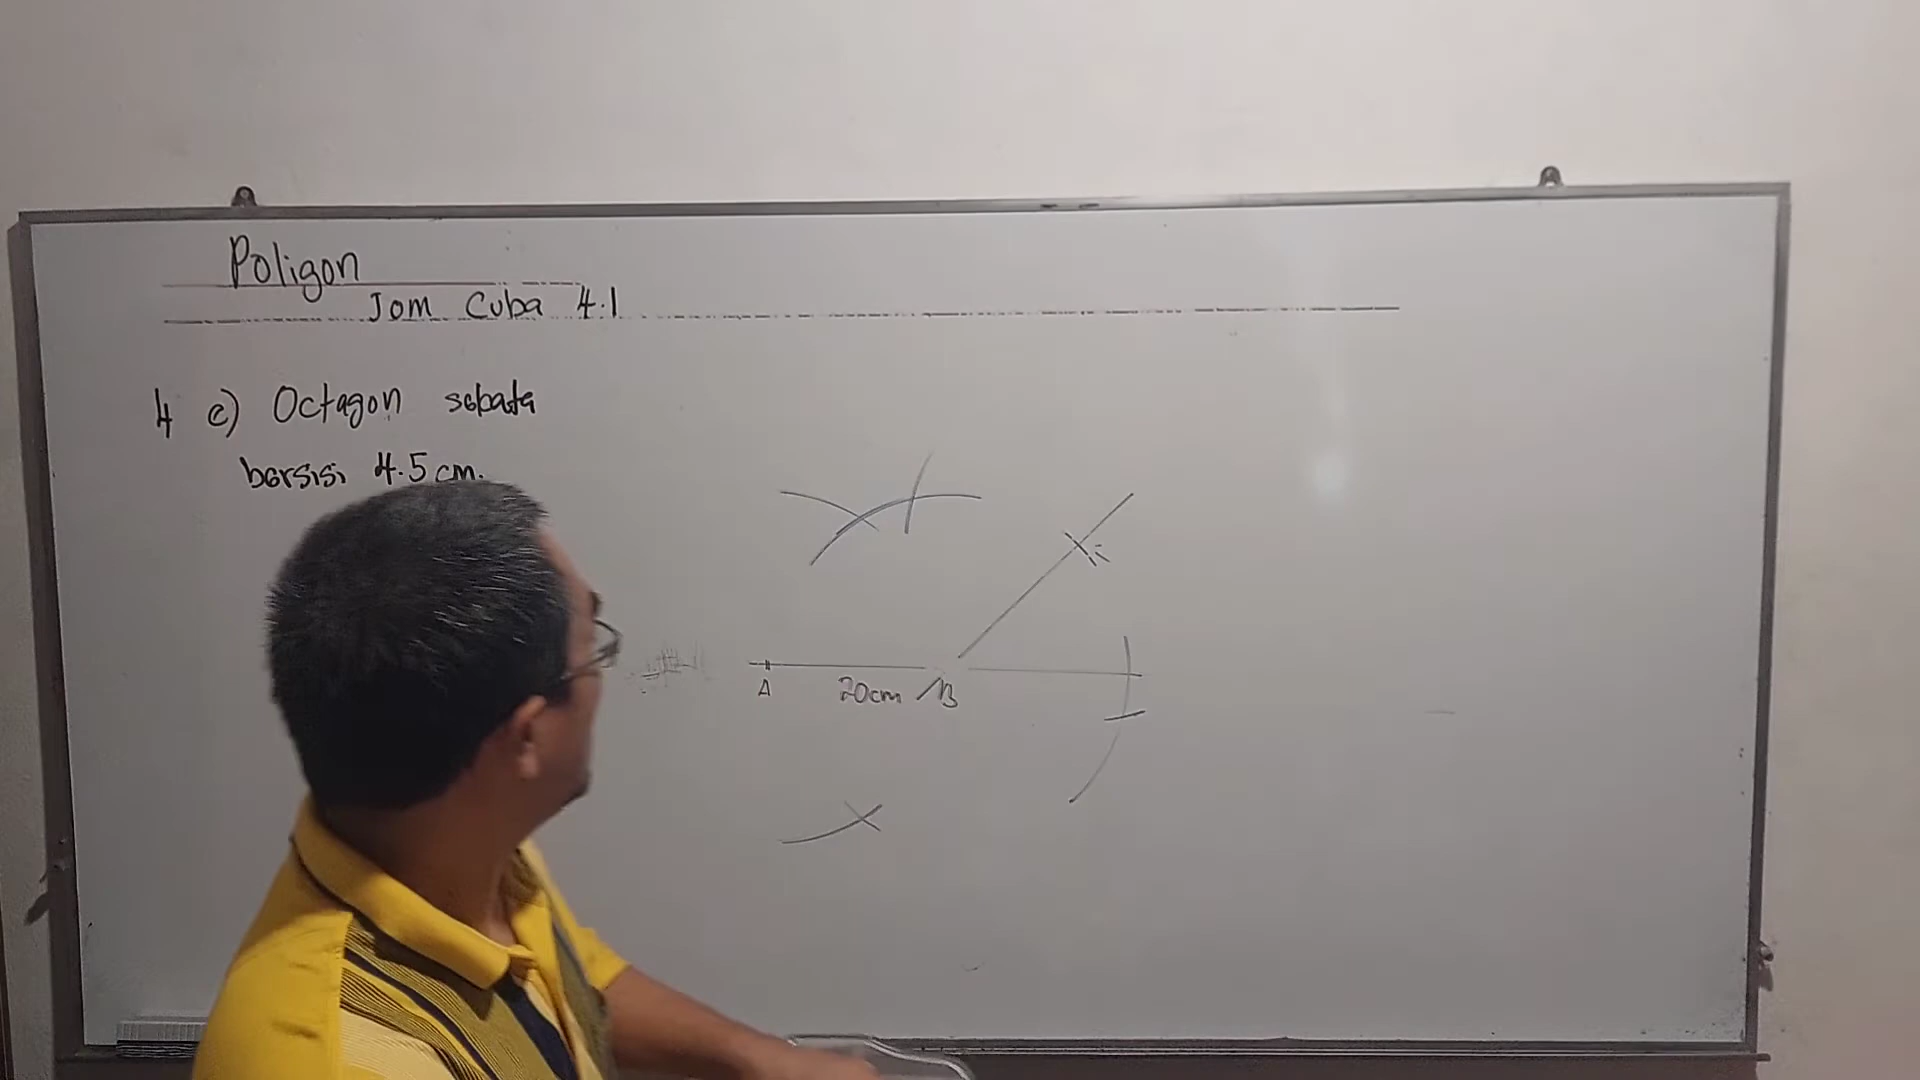 Poligon
Jom Cuba 4.1
4 c) Octagon sekata
bersisi 4.5 cm.
A 20cm B